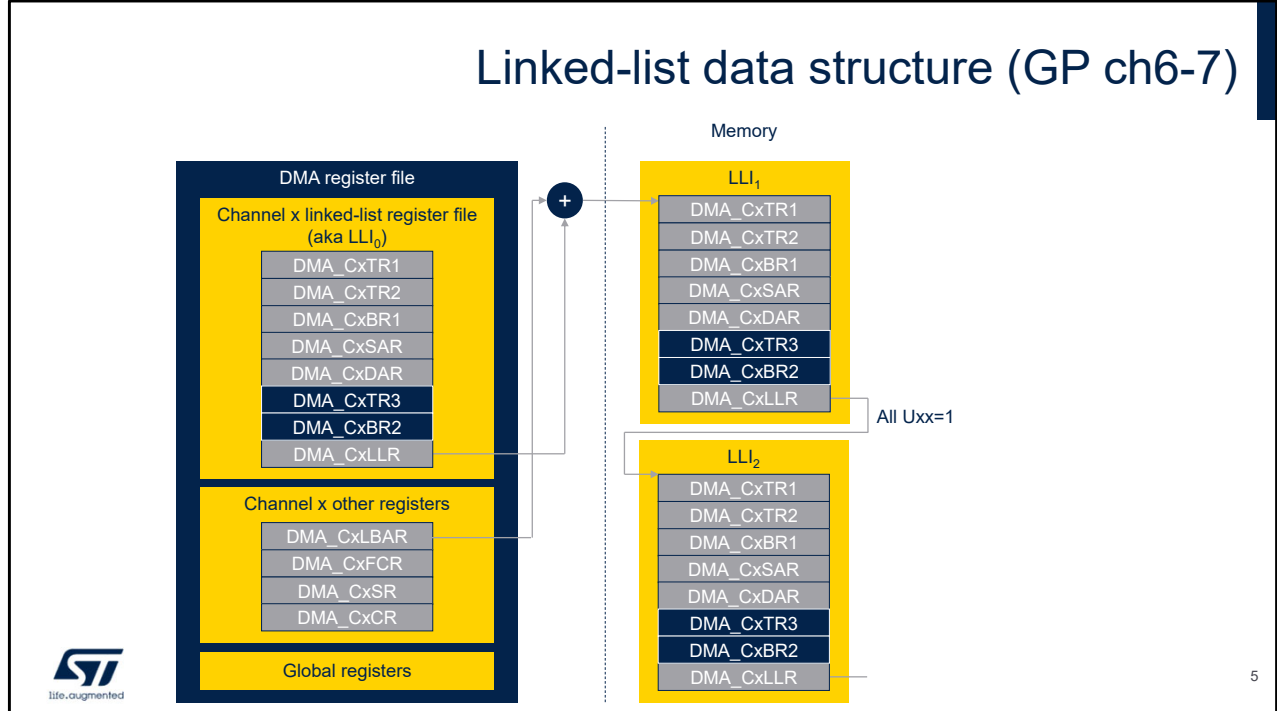 Linked-list data structure (GP ch6-7)
DMA register file
Channel x linked-list register file
(aka LLI0)
DMA_CxTR1
DMA_CxTR2
DMA_CxBR1
DMA_CxSAR
DMA_CxDAR
DMA_CxTR3
DMA_CxBR2
DMA_CxLLR
Channel x other registers
DMA_CxLBAR
DMA_CxFCR
DMA_CxSR
DMA_CxCR
Global registers
+
Memory
LLI1
DMA_CxTR1
DMA_CxTR2
DMA_CxBR1
DMA_CxSAR
DMA_CxDAR
DMA_CxTR3
DMA_CxBR2
DMA_CxLLR
All Uxx=1
LLI2
DMA_CxTR1
DMA_CxTR2
DMA_CxBR1
DMA_CxSAR
DMA_CxDAR
DMA_CxTR3
DMA_CxBR2
DMA_CxLLR
ST
life.augmented
5